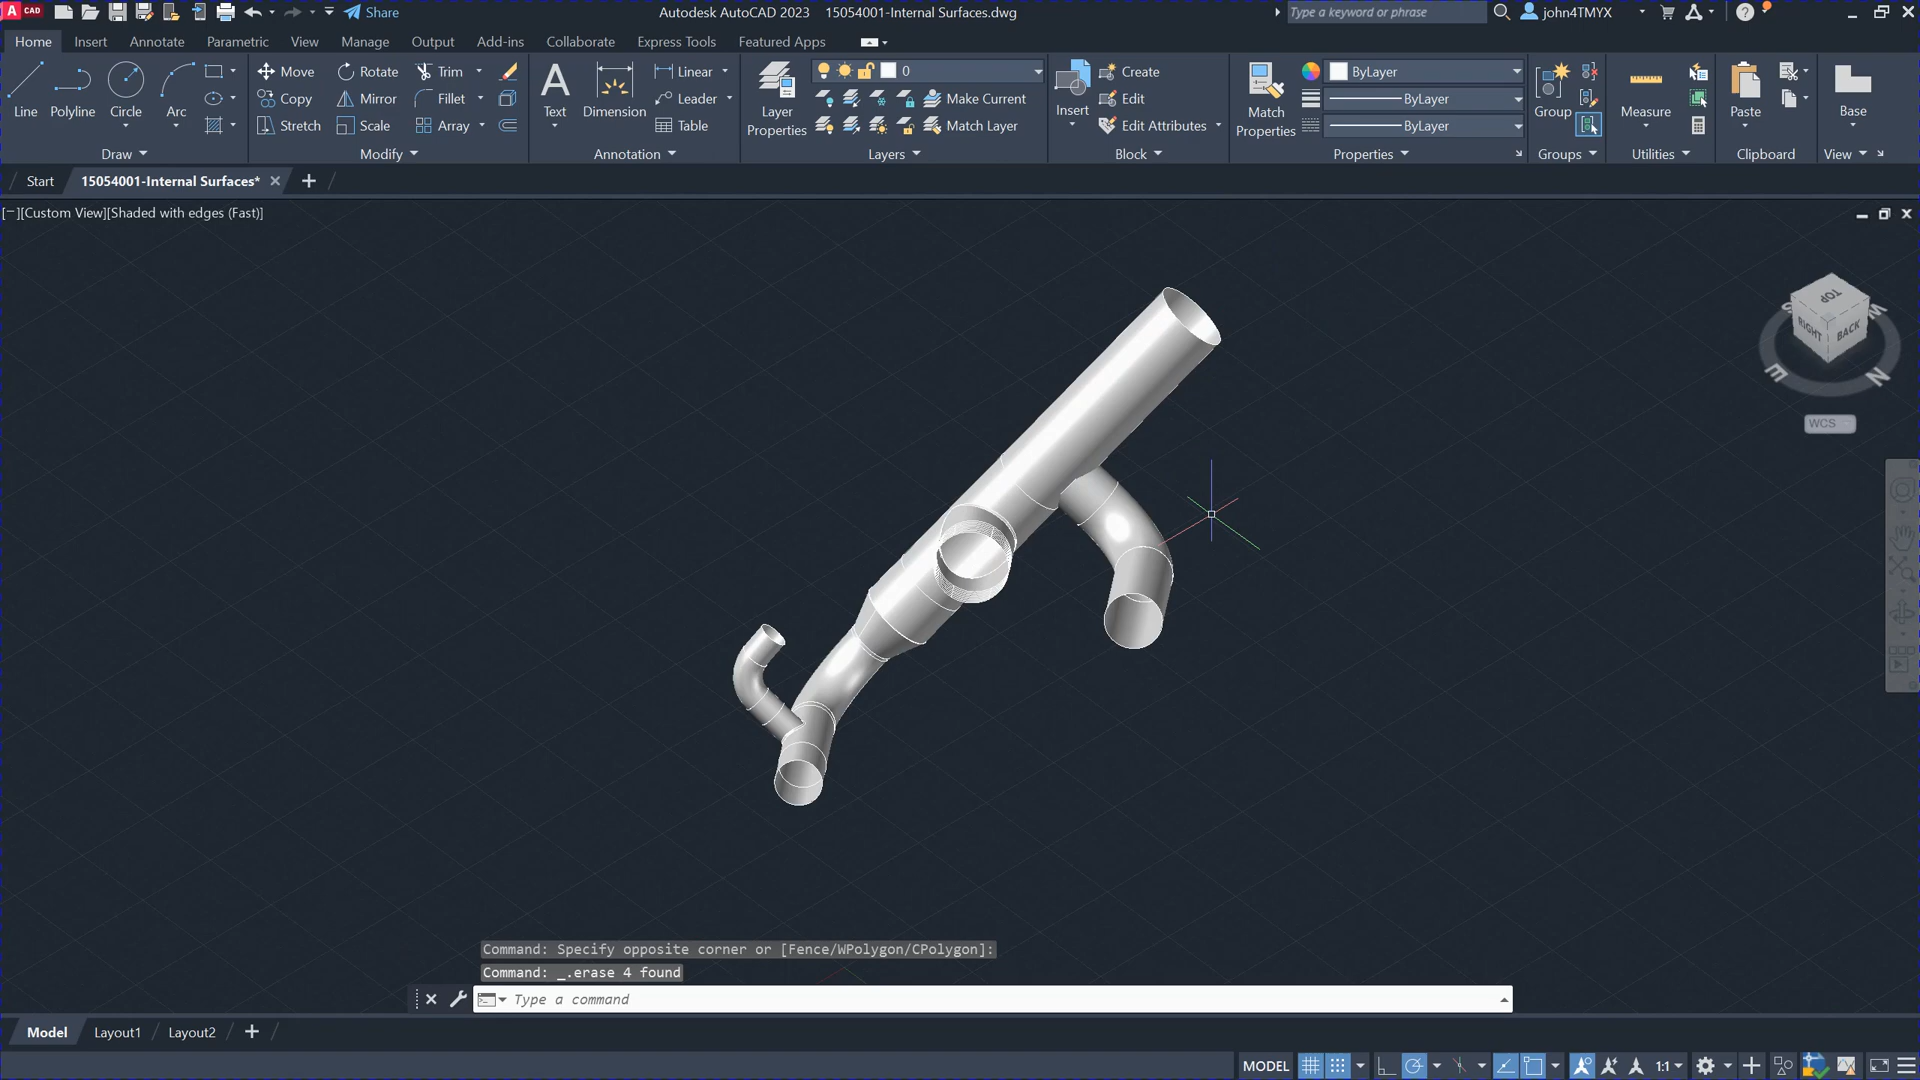 A CAD Share Autodesk AutoCAD 2023 15054001-Internal Surfaces.dwg Type a keyword or phrase john4TMYX
Home Insert Annotate Parametric View Manage Output Add-ins Collaborate Express Tools Featured Apps
Move Rotate Trim Linear 0 Create ByLayer
Copy Mirror Fillet Leader Make Current Edit ByLayer
Line Polyline Circle Arc Text Dimension Layer Properties Insert Match Properties Group Measure Paste Base
Stretch Scale Array Table Match Layer Edit Attributes ByLayer
Draw Modify Annotation Layers Block Properties Groups Utilities Clipboard View
Start 15054001-Internal Surfaces*
[−][Custom View][Shaded with edges (Fast)]
TOP
RIGHT BACK
S W
E N
WCS
Command: Specify opposite corner or [Fence/WPolygon/CPolygon]:
Command: _.erase 4 found
Type a command
Model Layout1 Layout2
MODEL 1:1